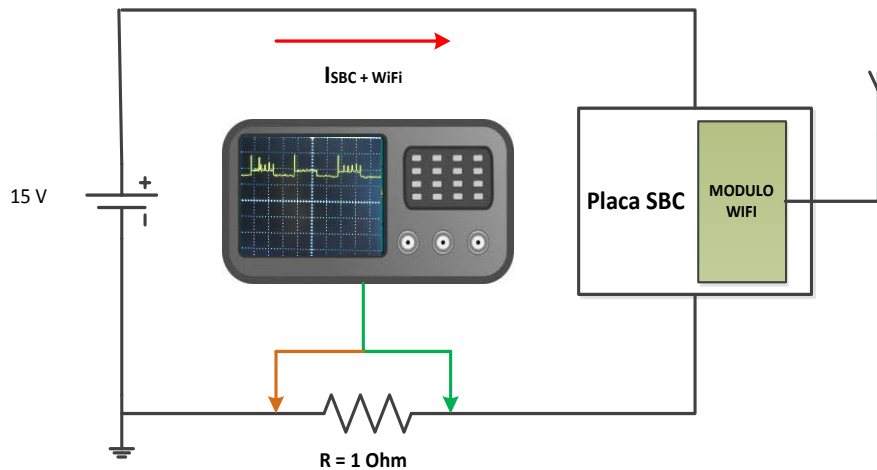 ISBC + WiFi
15 V
+
Placa SBC
MODULO
WIFI
R = 1 Ohm